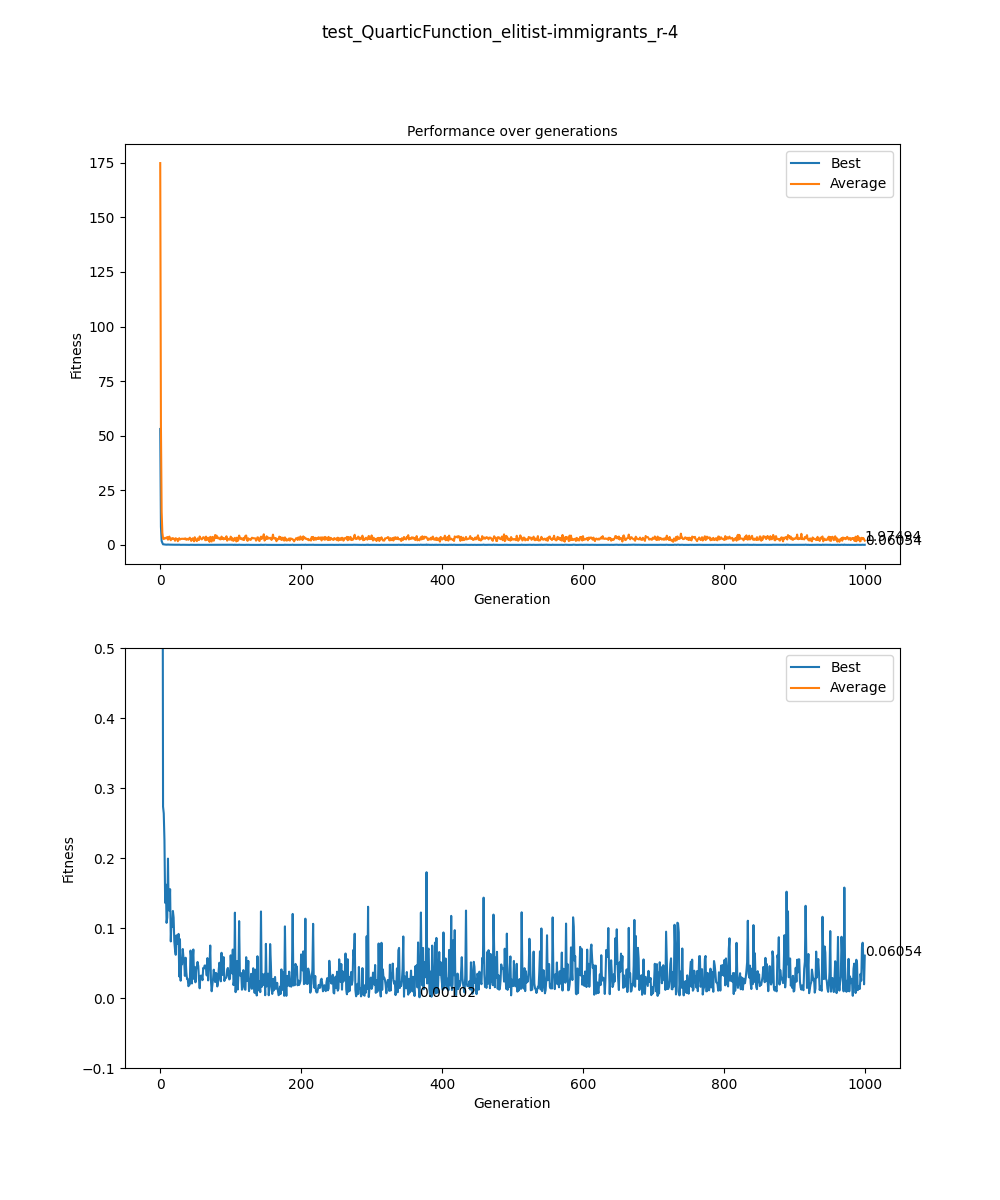 test_QuarticFunction_elitist-immigrants_r-4
Performance over generations
Fitness
175
150
125
100
75
50
25
0
Best
Average
1.97494
0.06054
0 200 400 600 800 1000
Generation
Fitness
0.5
0.4
0.3
0.2
0.1
0.0
−0.1
Best
Average
0.06054
0.00102
0 200 400 600 800 1000
Generation